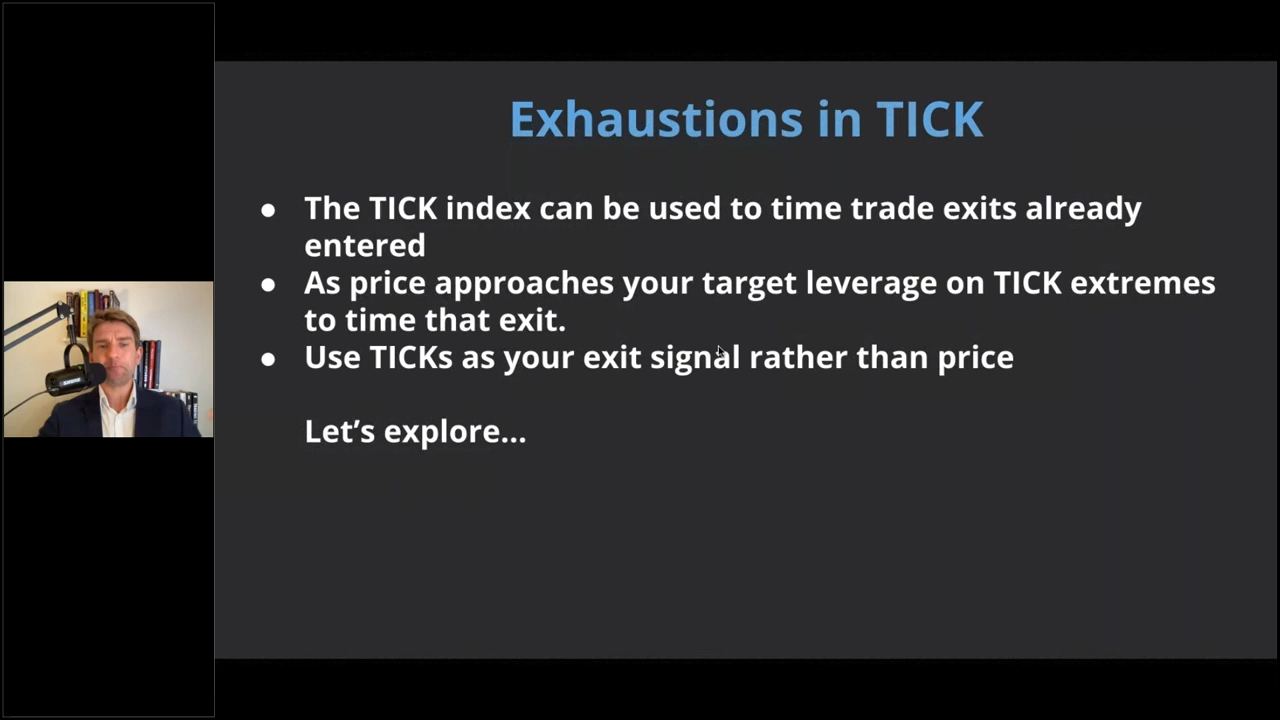 Exhaustions in TICK
● The TICK index can be used to time trade exits already
entered
● As price approaches your target leverage on TICK extremes
to time that exit.
● Use TICKs as your exit signal rather than price
Let’s explore...